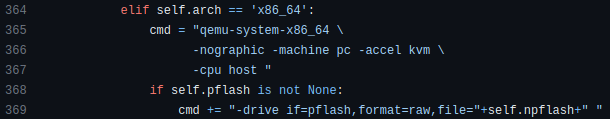 364 elif self.arch == 'x86_64':
365 cmd = "qemu-system-x86_64 \
366 -nographic -machine pc -accel kvm \
367 -cpu host "
368 if self.pflash is not None:
369 cmd += "-drive if=pflash,format=raw,file="+self.npflash+" "